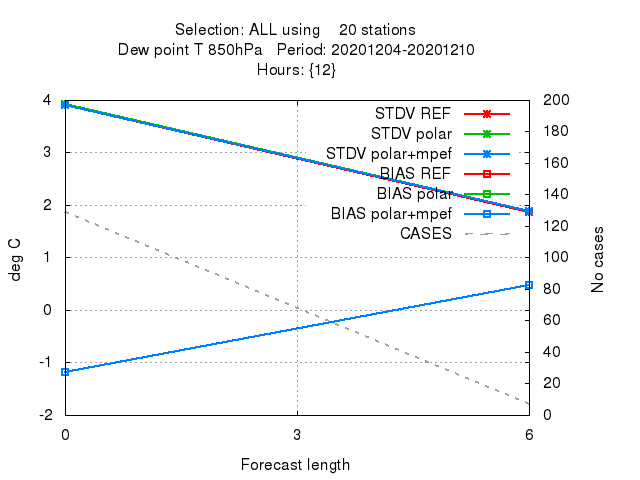 Selection: ALL using    20 stations
Dew point T 850hPa   Period: 20201204-20201210
Hours: {12}
STDV REF
STDV polar
STDV polar+mpef
BIAS REF
BIAS polar
BIAS polar+mpef
CASES
4
3
2
1
0
-1
-2
deg C
200
180
160
140
120
100
80
60
40
20
0
No cases
0 3 6
Forecast length